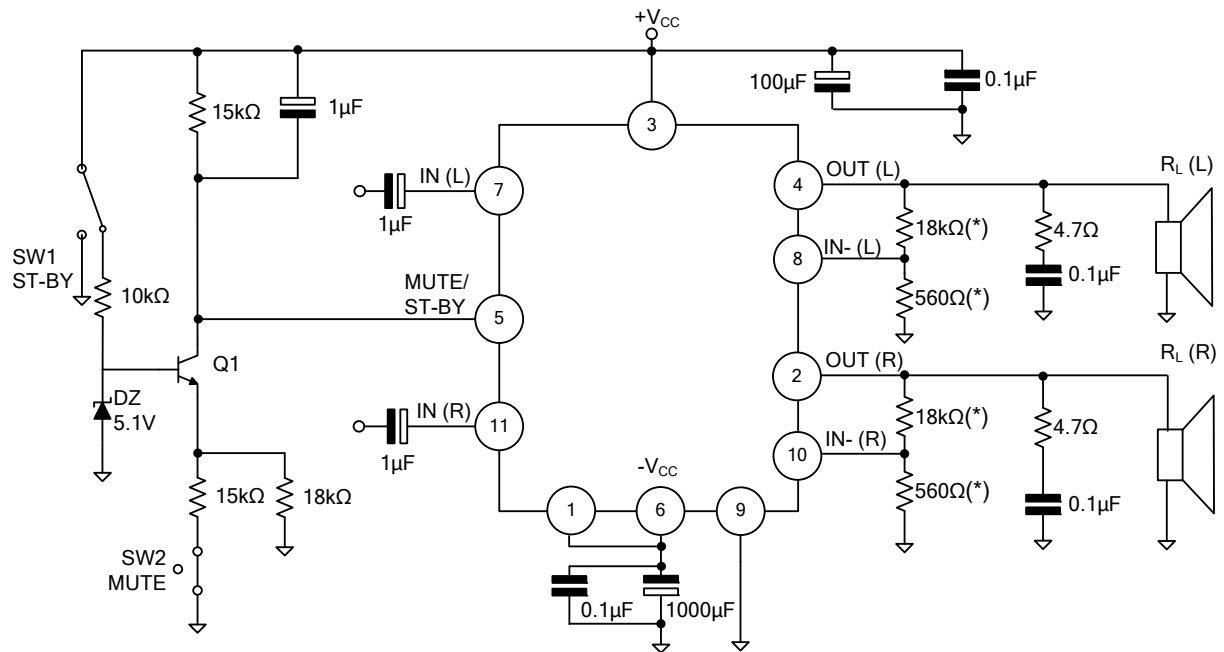 +VCC
15kΩ
1µF
100µF
0.1µF
3
IN (L)
7
1µF
OUT (L)
4
RL (L)
18kΩ(*)
4.7Ω
IN- (L)
8
0.1µF
560Ω(*)
SW1
ST-BY
10kΩ
MUTE/
ST-BY
5
Q1
DZ
5.1V
OUT (R)
2
RL (R)
18kΩ(*)
4.7Ω
IN (R)
11
1µF
IN- (R)
10
560Ω(*)
0.1µF
-VCC
1
6
9
15kΩ
18kΩ
SW2
MUTE
0.1µF
1000µF